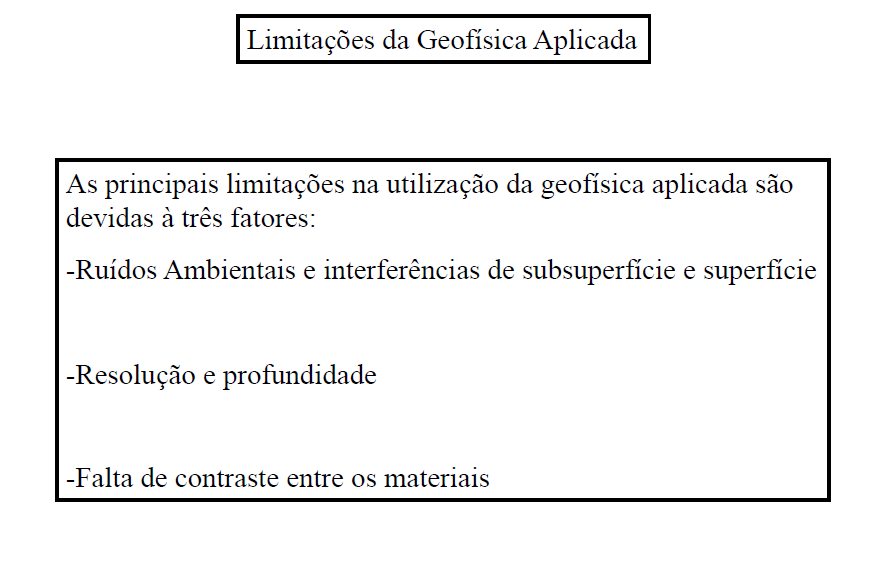 Limitações da Geofísica Aplicada
As principais limitações na utilização da geofísica aplicada são
devidas à três fatores:
-Ruídos Ambientais e interferências de subsuperfície e superfície
-Resolução e profundidade
-Falta de contraste entre os materiais